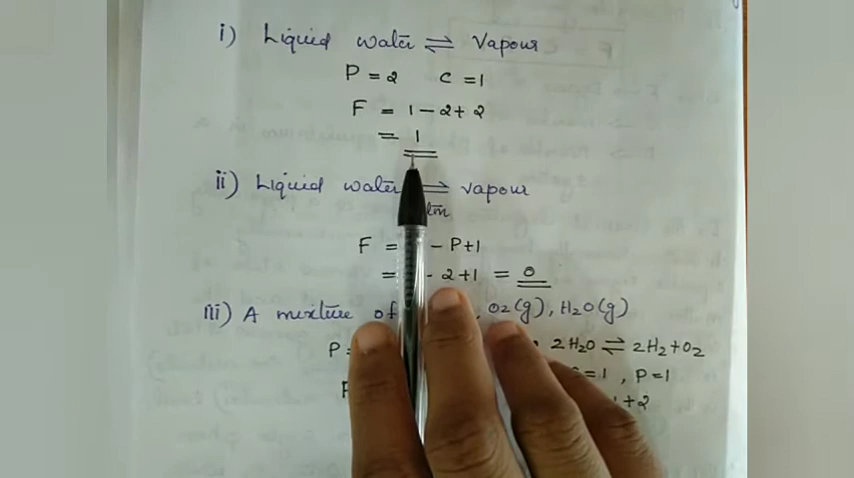 i) Liquid water ⇌ Vapour
P = 2 C = 1
F = 1 - 2 + 2
= 1
ii) Liquid water ⇌ vapour
F = - P + 1
= - 2 + 1 = 0
iii) A mixture of , O2(g), H2O(g)
P = 2H2O ⇌ 2H2 + O2
= 1 , P = 1
+ 2